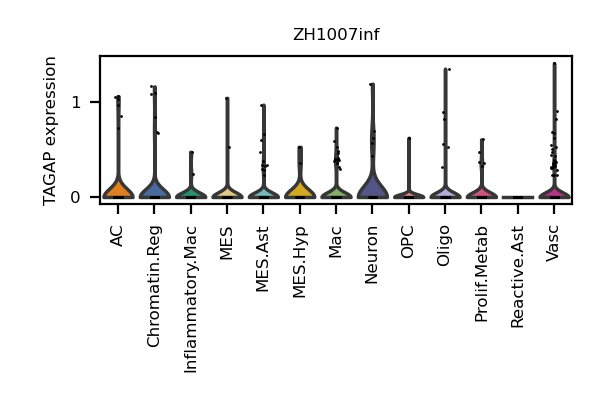 ZH1007inf
TAGAP expression
1
0
AC
Chromatin.Reg
Inflammatory.Mac
MES
MES.Ast
MES.Hyp
Mac
Neuron
OPC
Oligo
Prolif.Metab
Reactive.Ast
Vasc